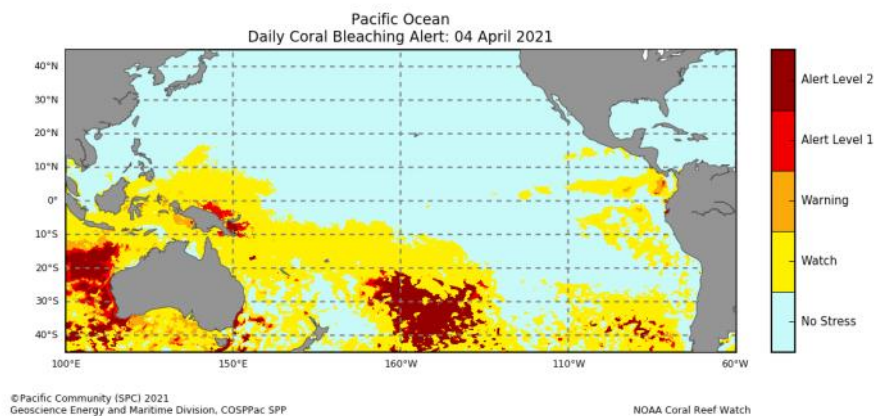 Pacific Ocean
Daily Coral Bleaching Alert: 04 April 2021
40°N
30°N
20°N
10°N
0°
10°S
20°S
30°S
40°S
100°E
150°E
160°W
110°W
60°W
Alert Level 2
Alert Level 1
Warning
Watch
No Stress
©Pacific Community (SPC) 2021
Geoscience Energy and Maritime Division, COSPPac SPP
NOAA Coral Reef Watch